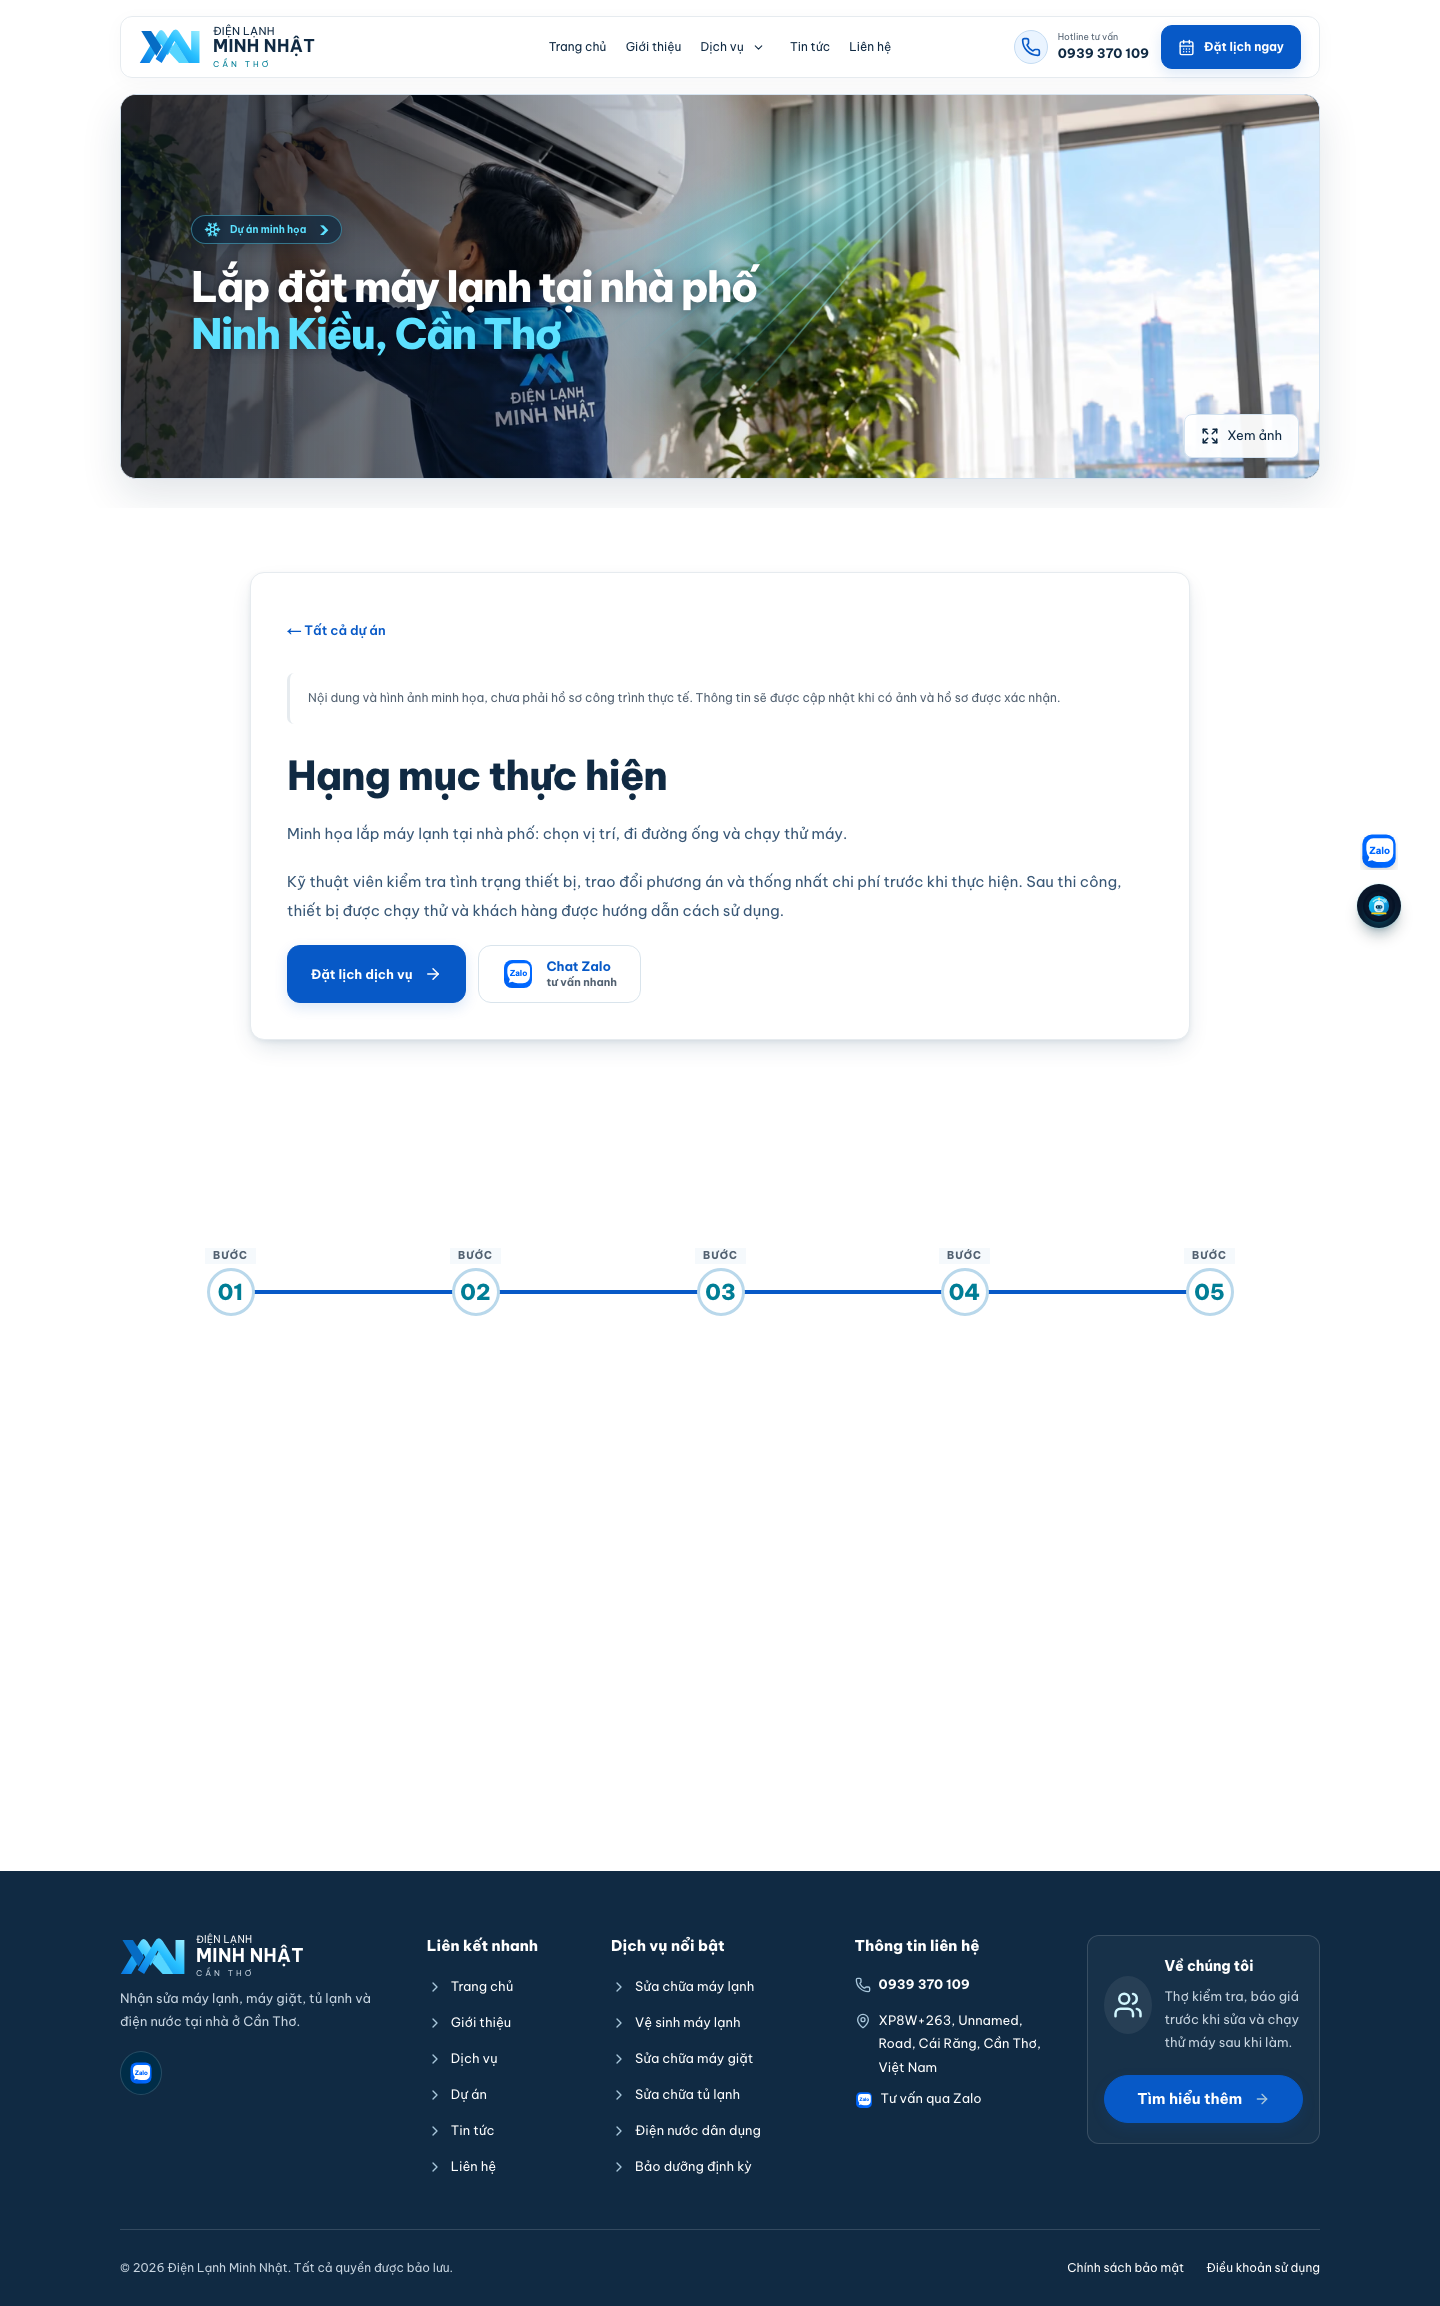 ĐIỆN LẠNH
MINH NHẬT
CẦN THƠ
Trang chủ
Giới thiệu
Dịch vụ
Tin tức
Liên hệ
Hotline tư vấn
0939 370 109
Đặt lịch ngay
Dự án minh họa
Lắp đặt máy lạnh tại nhà phố
Ninh Kiều, Cần Thơ
ĐIỆN LẠNH
MINH NHẬT
Xem ảnh
← Tất cả dự án
Nội dung và hình ảnh minh họa, chưa phải hồ sơ công trình thực tế. Thông tin sẽ được cập nhật khi có ảnh và hồ sơ được xác nhận.
Hạng mục thực hiện
Minh họa lắp máy lạnh tại nhà phố: chọn vị trí, đi đường ống và chạy thử máy.
Kỹ thuật viên kiểm tra tình trạng thiết bị, trao đổi phương án và thống nhất chi phí trước khi thực hiện. Sau thi công,
thiết bị được chạy thử và khách hàng được hướng dẫn cách sử dụng.
Đặt lịch dịch vụ
Zalo
Chat Zalo
tư vấn nhanh
Zalo
BƯỚC
01
BƯỚC
02
BƯỚC
03
BƯỚC
04
BƯỚC
05
ĐIỆN LẠNH
MINH NHẬT
CẦN THƠ
Nhận sửa máy lạnh, máy giặt, tủ lạnh và
điện nước tại nhà ở Cần Thơ.
Zalo
Liên kết nhanh
Trang chủ
Giới thiệu
Dịch vụ
Dự án
Tin tức
Liên hệ
Dịch vụ nổi bật
Sửa chữa máy lạnh
Vệ sinh máy lạnh
Sửa chữa máy giặt
Sửa chữa tủ lạnh
Điện nước dân dụng
Bảo dưỡng định kỳ
Thông tin liên hệ
0939 370 109
XP8W+263, Unnamed,
Road, Cái Răng, Cần Thơ,
Việt Nam
Zalo
Tư vấn qua Zalo
Về chúng tôi
Thợ kiểm tra, báo giá
trước khi sửa và chạy
thử máy sau khi làm.
Tìm hiểu thêm
© 2026 Điện Lạnh Minh Nhật. Tất cả quyền được bảo lưu.
Chính sách bảo mật
Điều khoản sử dụng